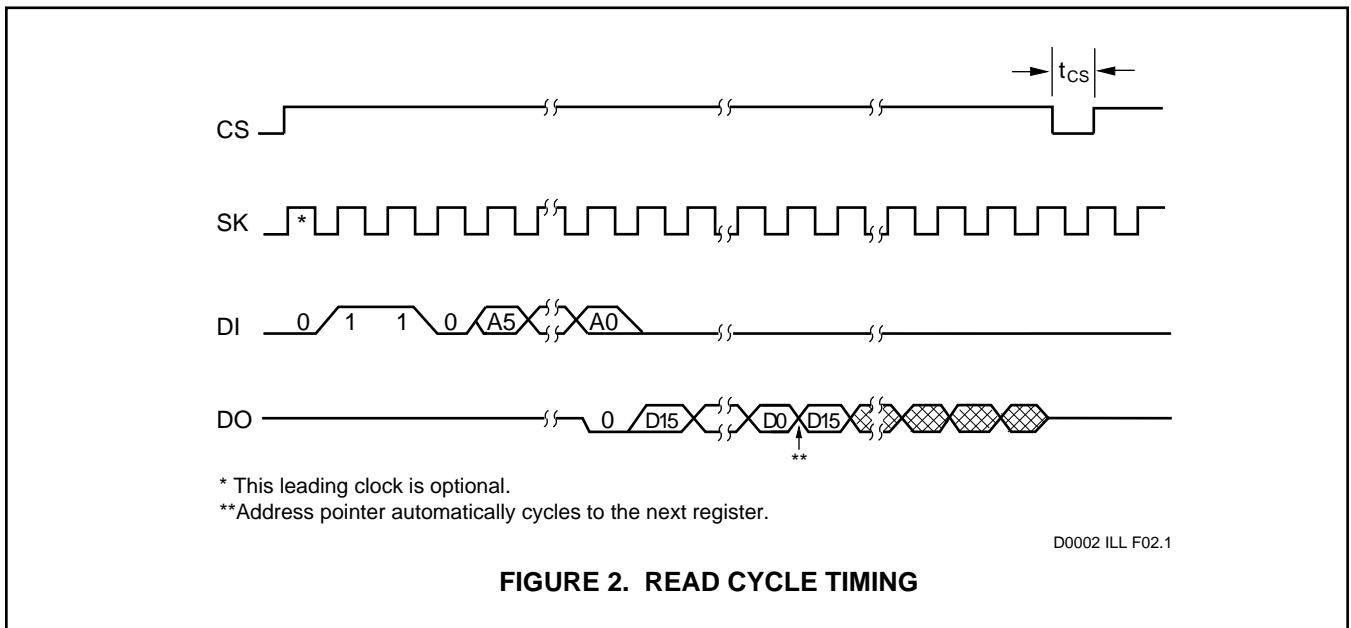 tCS
CS
SK *
DI 0 1 1 0 A5 A0
DO 0 D15 D0 D15
**
* This leading clock is optional.
**Address pointer automatically cycles to the next register.
D0002 ILL F02.1
FIGURE 2. READ CYCLE TIMING